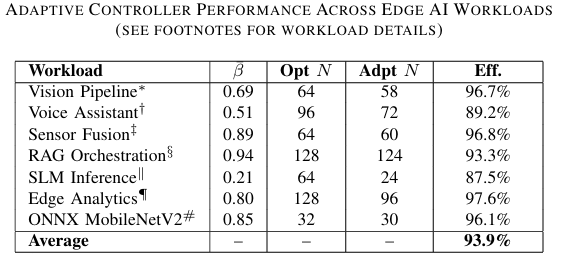 ADAPTIVE CONTROLLER PERFORMANCE ACROSS EDGE AI WORKLOADS
(SEE FOOTNOTES FOR WORKLOAD DETAILS)
Workload β Opt N Adpt N Eff.
Vision Pipeline* 0.69 64 58 96.7%
Voice Assistant† 0.51 96 72 89.2%
Sensor Fusion‡ 0.89 64 60 96.8%
RAG Orchestration§ 0.94 128 124 93.3%
SLM Inference‖ 0.21 64 24 87.5%
Edge Analytics¶ 0.80 128 96 97.6%
ONNX MobileNetV2# 0.85 32 30 96.1%
Average – – – 93.9%